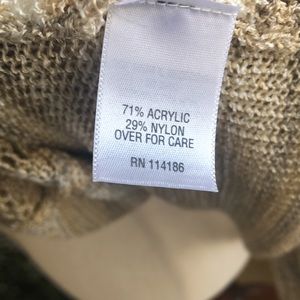 71% ACRYLIC
29% NYLON
OVER FOR CARE
RN 114186